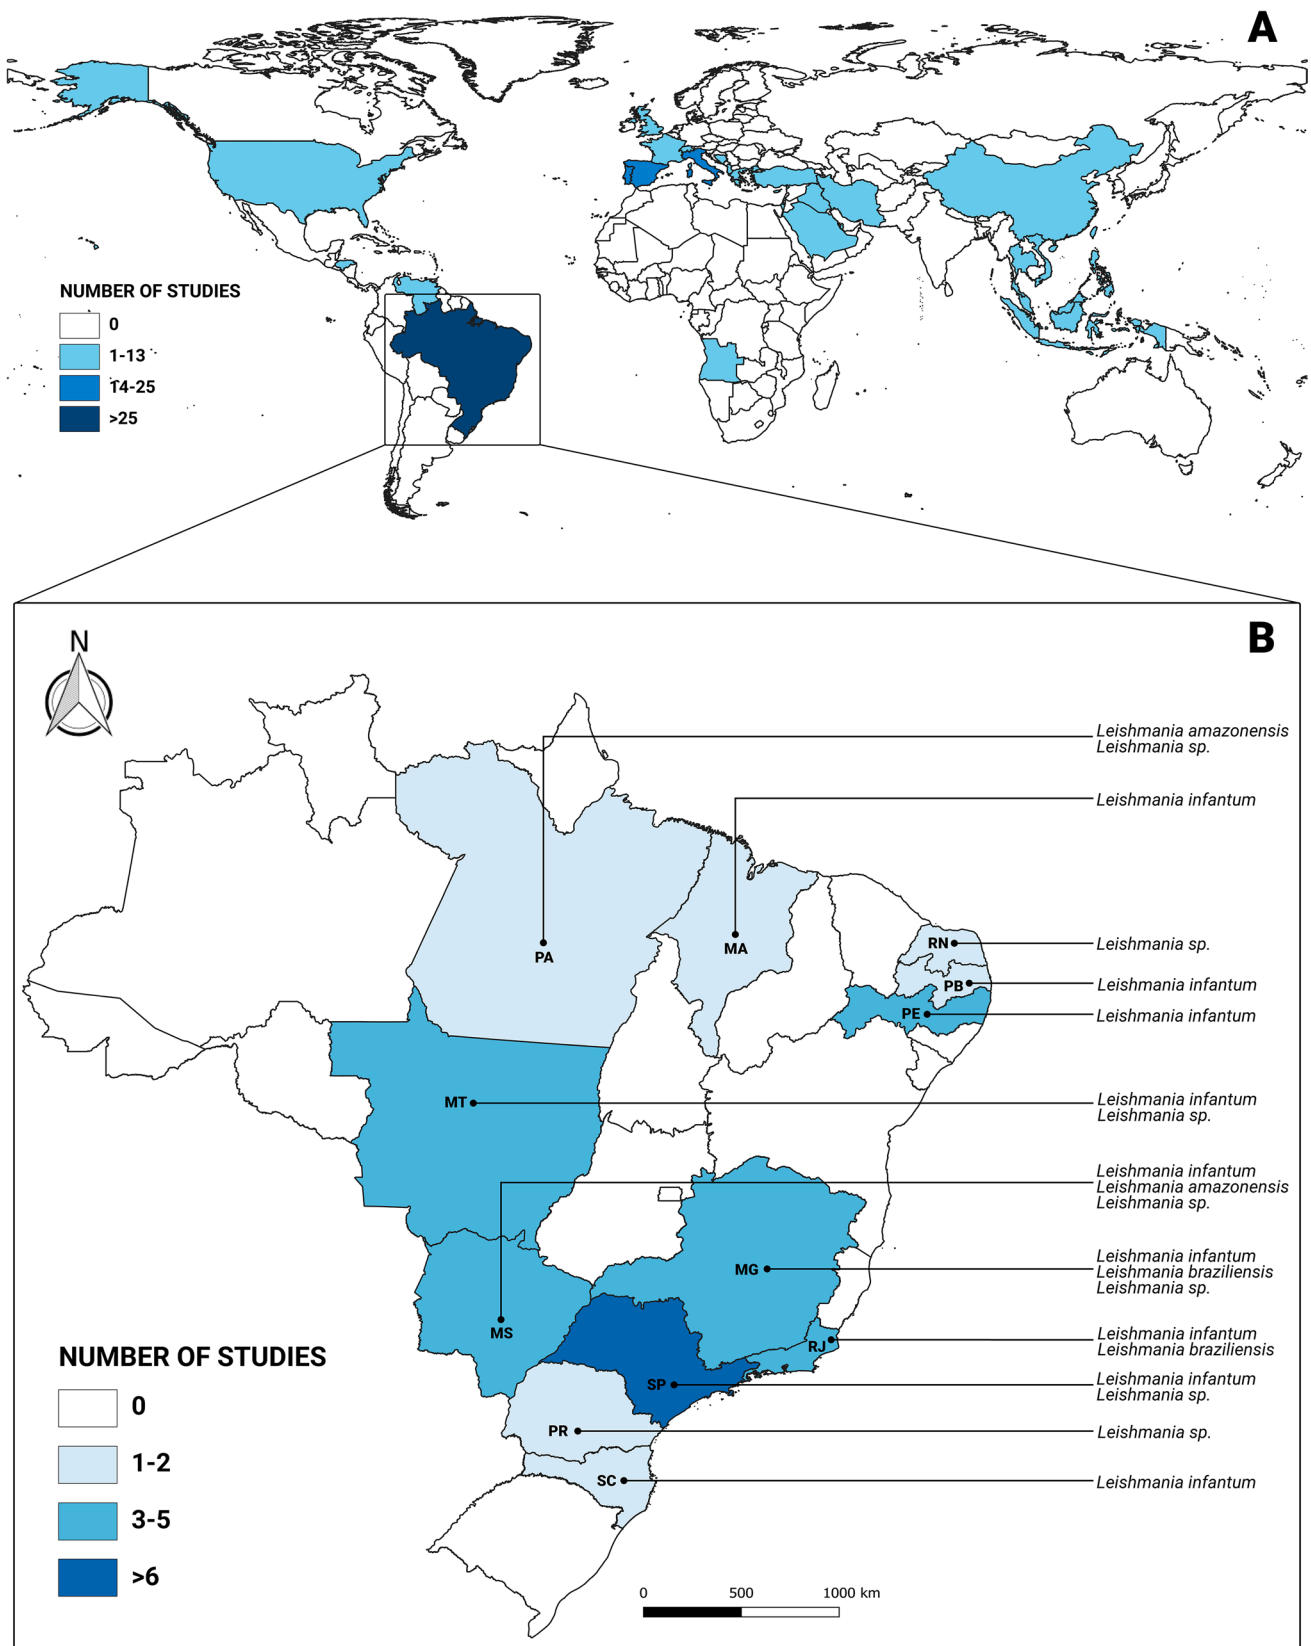 A
NUMBER OF STUDIES
0
1-13
14-25
>25
B
N
Leishmania amazonensis
Leishmania sp.
Leishmania infantum
PA
MA
RN
Leishmania sp.
PB
Leishmania infantum
PE
Leishmania infantum
MT
Leishmania infantum
Leishmania sp.
Leishmania infantum
Leishmania amazonensis
Leishmania sp.
MS
MG
Leishmania infantum
Leishmania braziliensis
Leishmania sp.
RJ
Leishmania infantum
Leishmania braziliensis
SP
Leishmania infantum
Leishmania sp.
PR
Leishmania sp.
SC
Leishmania infantum
NUMBER OF STUDIES
0
1-2
3-5
>6
0 500 1000 km